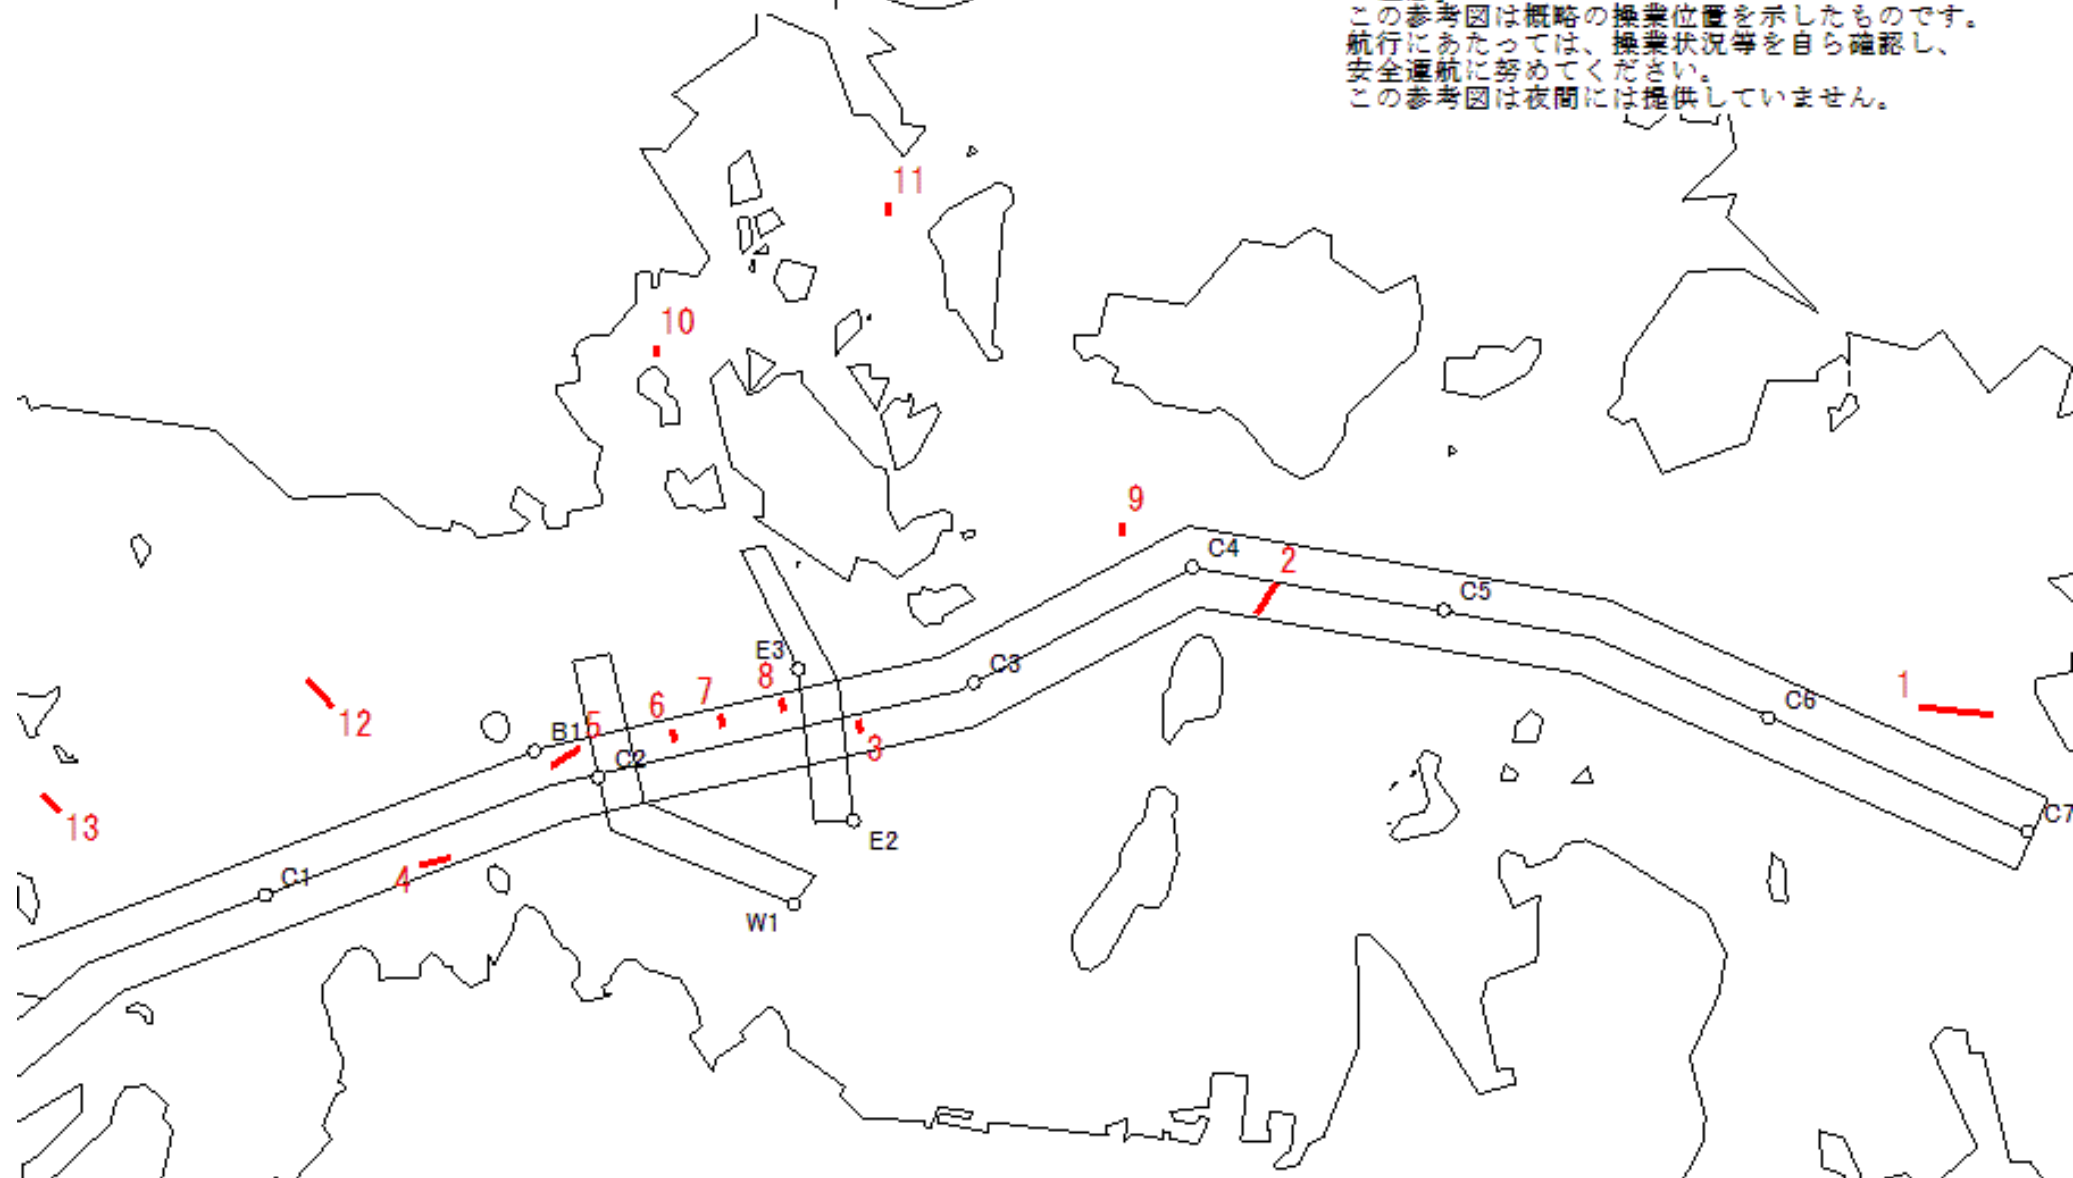 この参考図は概略の操業位置を示したものです。
航行にあたっては、操業状況等を自ら確認し、
安全運航に努めてください。
この参考図は夜間には提供していません。
11
10
9
C4
2
C5
E3
C3
8
7
6
1
C6
12
B1
5
C2
3
C7
13
E2
4
C1
W1